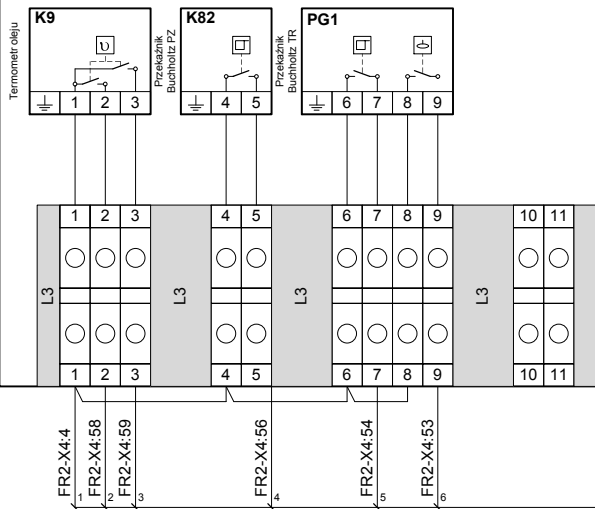 Termometr oleju
K9
ʋ
1 2 3
Przekaźnik
Buchholtz PZ
K82
4 5
Przekaźnik
Buchholtz TR
PG1
6 7 8 9
1 2 3 4 5 6 7 8 9 10 11
L3 L3 L3 L3
1 2 3 4 5 6 7 8 9 10 11
FR2-X4:4
FR2-X4:58
FR2-X4:59
FR2-X4:56
FR2-X4:54
FR2-X4:53
1 2 3 4 5 6